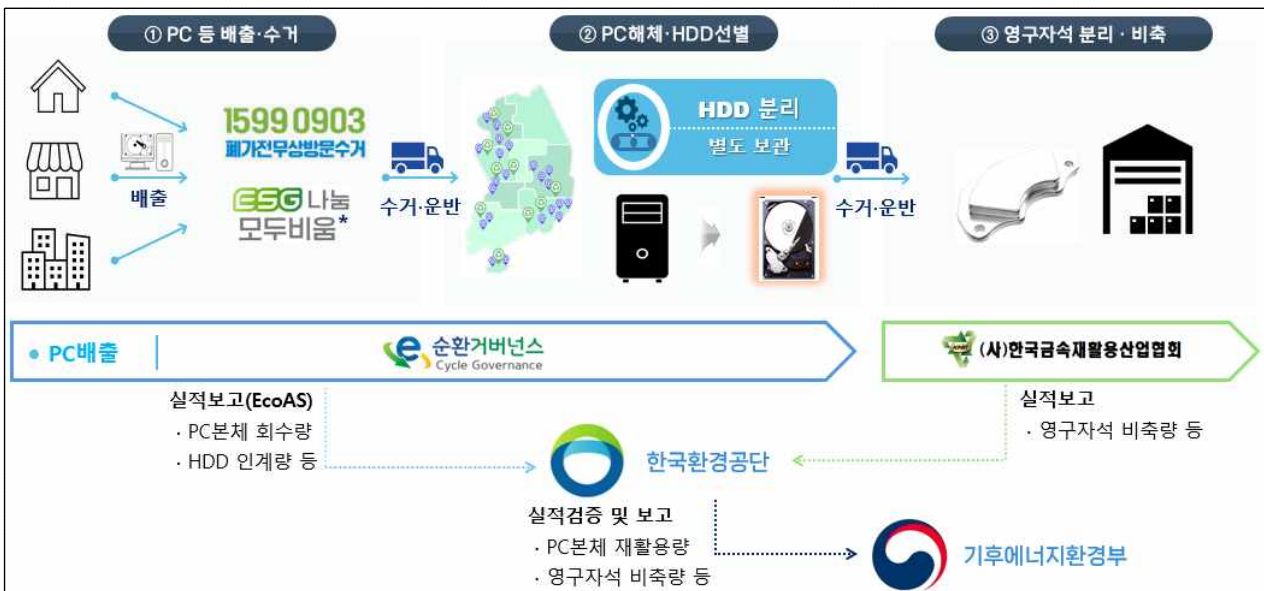 ① PC 등 배출·수거
② PC해체·HDD선별
③ 영구자석 분리 · 비축
1599 0903
폐가전무상방문수거
배출
ESG 나눔
모두비움*
수거·운반
HDD 분리
별도 보관
수거·운반
• PC배출
e 순환거버넌스
Cycle Governance
(사)한국금속재활용산업협회
실적보고(EcoAS)
· PC본체 회수량
· HDD 인계량 등
실적보고
· 영구자석 비축량 등
한국환경공단
실적검증 및 보고
· PC본체 재활용량
· 영구자석 비축량 등
기후에너지환경부